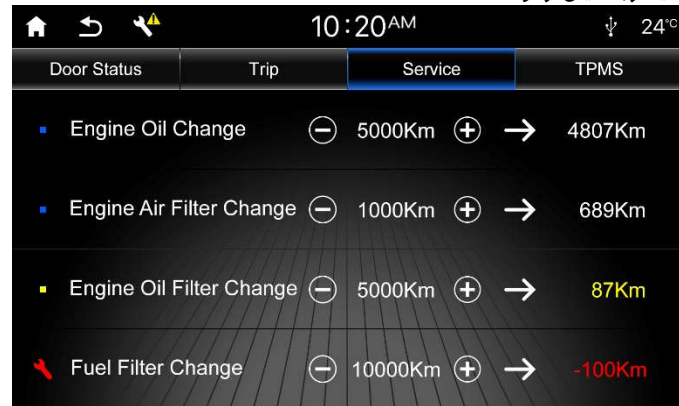 10:20AM 24°C
Door Status Trip Service TPMS
Engine Oil Change 5000Km 4807Km
Engine Air Filter Change 1000Km 689Km
Engine Oil Filter Change 5000Km 87Km
Fuel Filter Change 10000Km -100Km